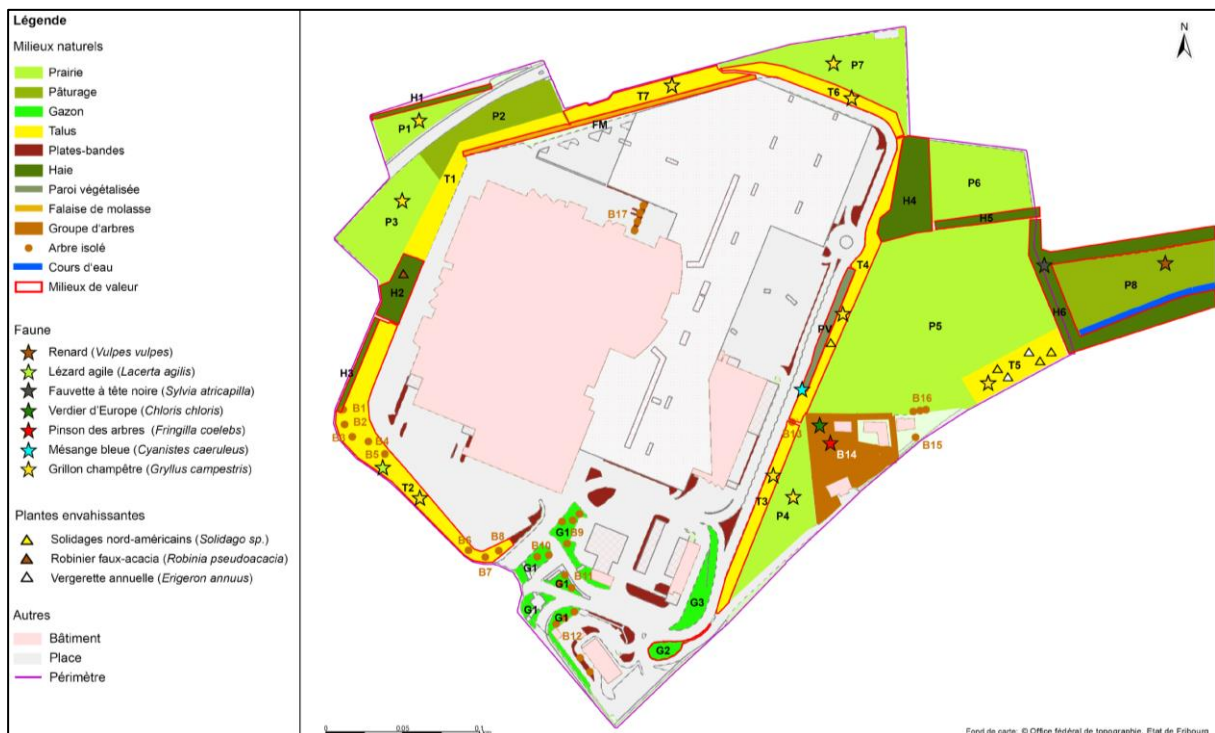 Légende
Milieux naturels
Prairie
Pâturage
Gazon
Talus
Plates-bandes
Haie
Paroi végétalisée
Falaise de molasse
Groupe d'arbres
Arbre isolé
Cours d'eau
Milieux de valeur
Faune
Renard (Vulpes vulpes)
Lézard agile (Lacerta agilis)
Fauvette à tête noire (Sylvia atricapilla)
Verdier d'Europe (Chloris chloris)
Pinson des arbres (Fringilla coelebs)
Mésange bleue (Cyanistes caeruleus)
Grillon champêtre (Gryllus campestris)
Plantes envahissantes
Solidages nord-américains (Solidago sp.)
Robinier faux-acacia (Robinia pseudoacacia)
Vergerette annuelle (Erigeron annuus)
Autres
Bâtiment
Place
Périmètre
N
P7
T7
T6
H1
P1
P2
FM
T1
P6
H4
H5
P3
B17
T4
H2
P8
H6
PV
P5
T5
H3
B1
B2
B3
B4
B5
B16
B13
B14
B15
T2
T3
P4
G1
B9
B6
B8
B10
B7
G1
B11
G1
G3
G1
G1
B12
G2
0
0.05
0.1
Fond de carte: © Office fédéral de topographie, Etat de Fribourg